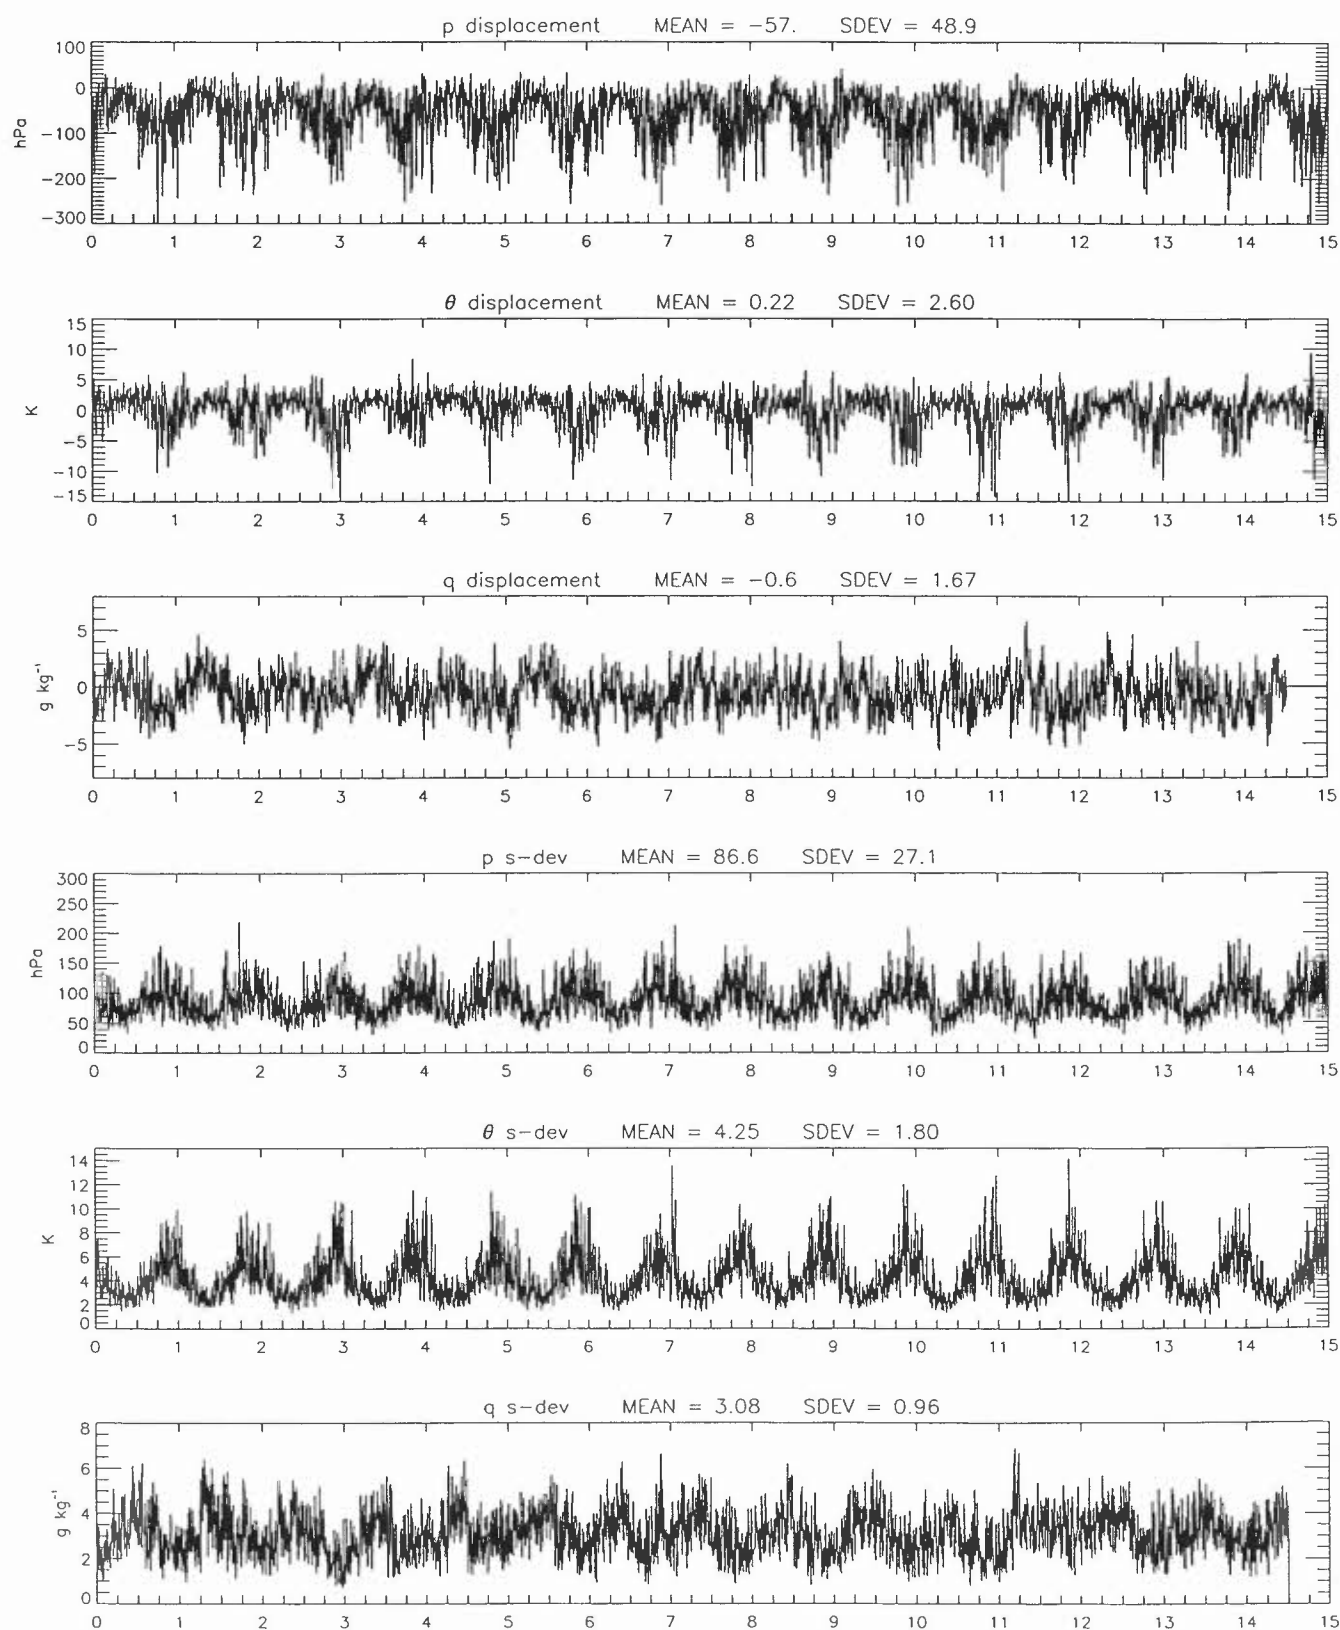 p displacement MEAN = −57. SDEV = 48.9
100
0
−100
−200
−300
hPa
0 1 2 3 4 5 6 7 8 9 10 11 12 13 14 15
θ displacement MEAN = 0.22 SDEV = 2.60
15
10
5
0
−5
−10
−15
K
0 1 2 3 4 5 6 7 8 9 10 11 12 13 14 15
q displacement MEAN = −0.6 SDEV = 1.67
5
0
−5
g kg⁻¹
0 1 2 3 4 5 6 7 8 9 10 11 12 13 14 15
p s−dev MEAN = 86.6 SDEV = 27.1
300
250
200
150
100
50
0
hPa
0 1 2 3 4 5 6 7 8 9 10 11 12 13 14 15
θ s−dev MEAN = 4.25 SDEV = 1.80
14
12
10
8
6
4
2
0
K
0 1 2 3 4 5 6 7 8 9 10 11 12 13 14 15
q s−dev MEAN = 3.08 SDEV = 0.96
8
6
4
2
0
g kg⁻¹
0 1 2 3 4 5 6 7 8 9 10 11 12 13 14 15